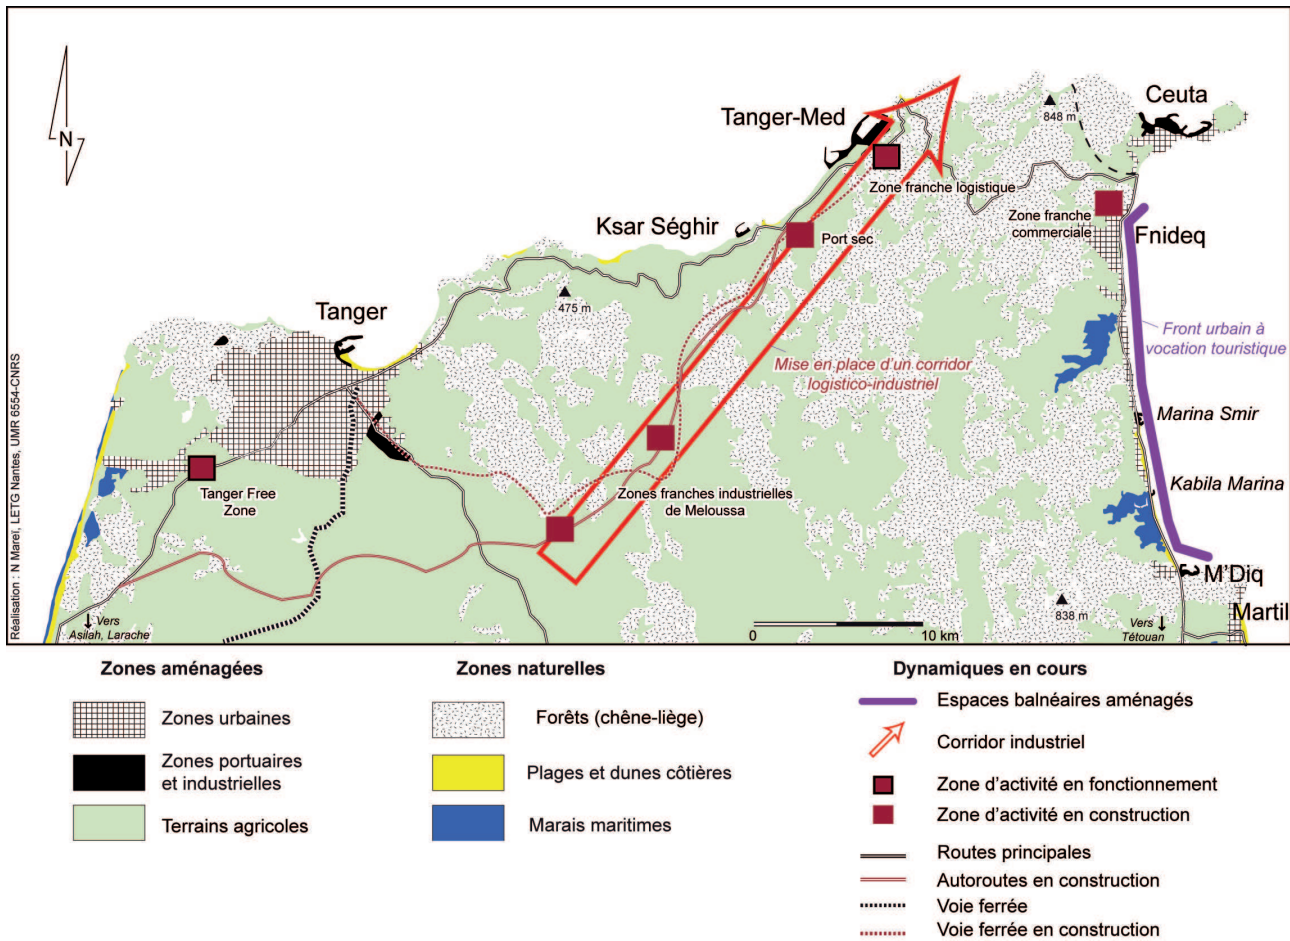 N
Tanger-Med
848 m
Ceuta
Zone franche logistique
Zone franche
commerciale
Ksar Séghir
Port sec
Fnideq
475 m
Tanger
Front urbain à
vocation touristique
Mise en place d'un corridor
logistico-industriel
Marina Smir
Tanger Free
Zone
Zones franches industrielles
de Meloussa
Kabila Marina
M'Diq
838 m
Martil
Vers
Asilah, Larache
0 10 km
Vers
Tétouan
Réalisation : N Marei, LETG Nantes, UMR 6554-CNRS
Zones aménagées
Zones urbaines
Zones portuaires
et industrielles
Terrains agricoles
Zones naturelles
Forêts (chêne-liège)
Plages et dunes côtières
Marais maritimes
Dynamiques en cours
Espaces balnéaires aménagés
Corridor industriel
Zone d'activité en fonctionnement
Zone d'activité en construction
Routes principales
Autoroutes en construction
Voie ferrée
Voie ferrée en construction